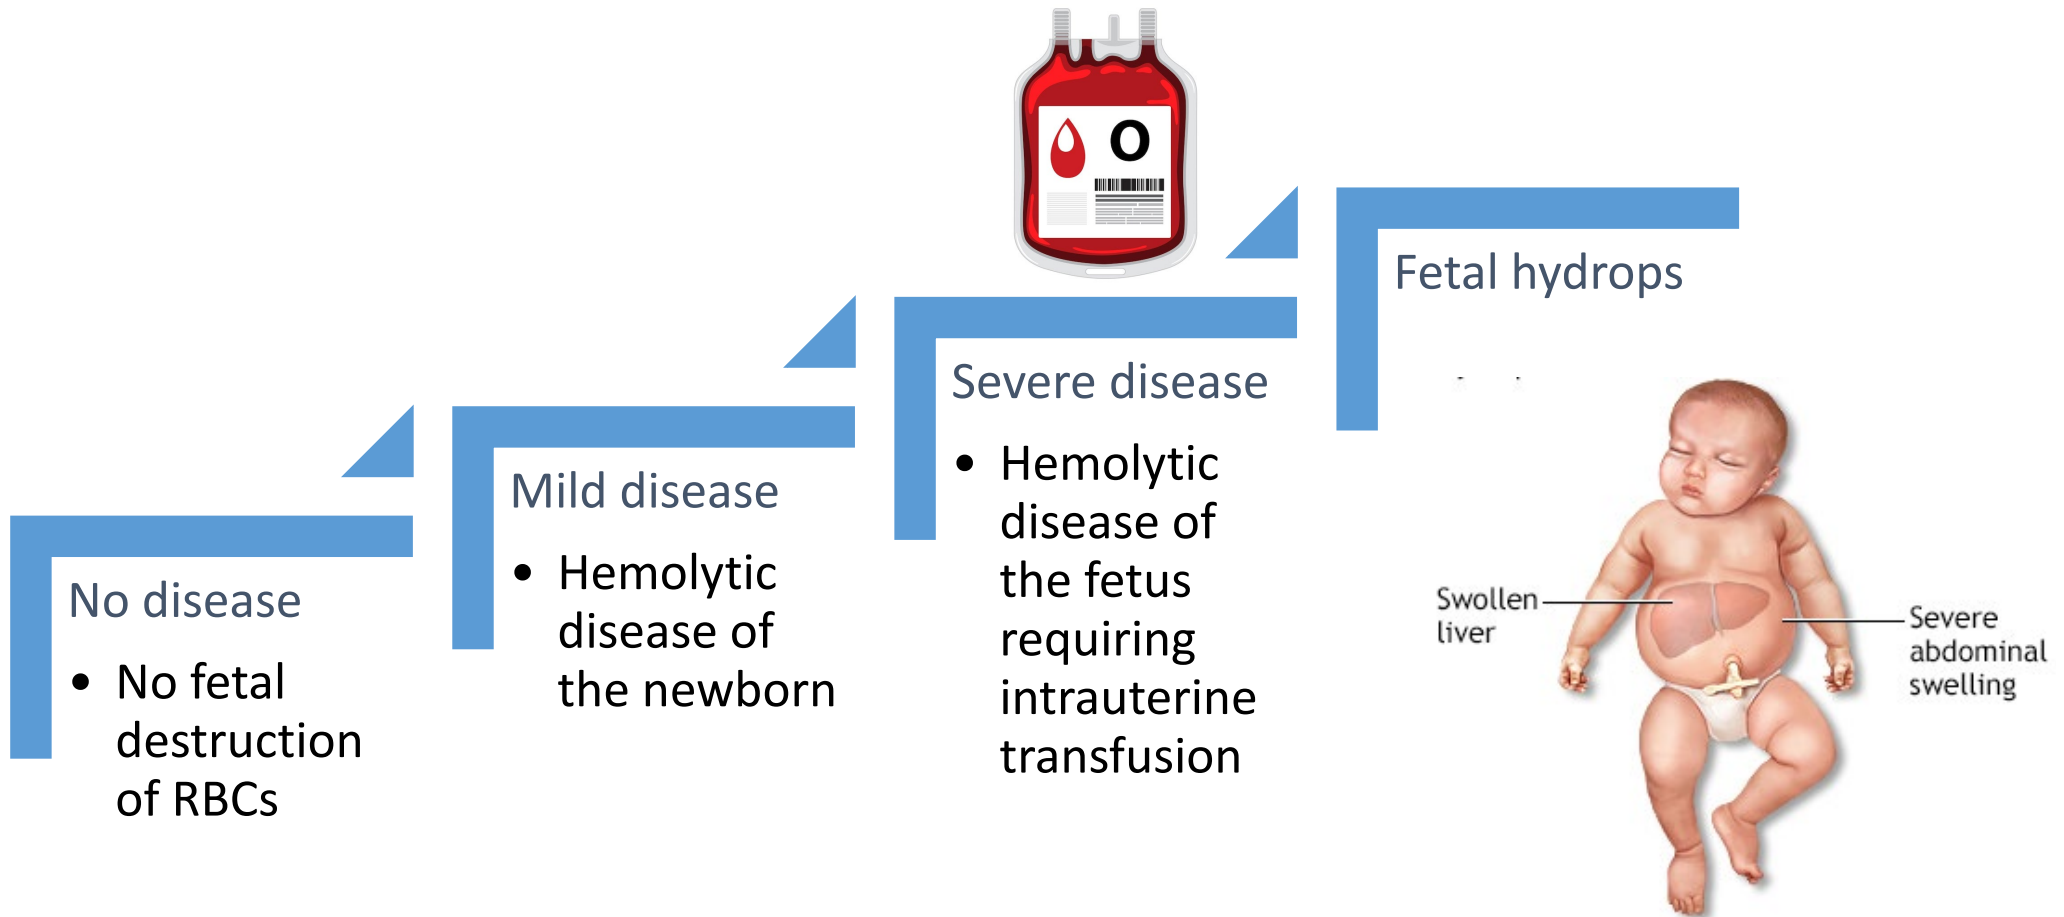 No disease
• No fetal
destruction
of RBCs
Mild disease
• Hemolytic
disease of
the newborn
O
Severe disease
• Hemolytic
disease of
the fetus
requiring
intrauterine
transfusion
Fetal hydrops
Swollen
liver
Severe
abdominal
swelling